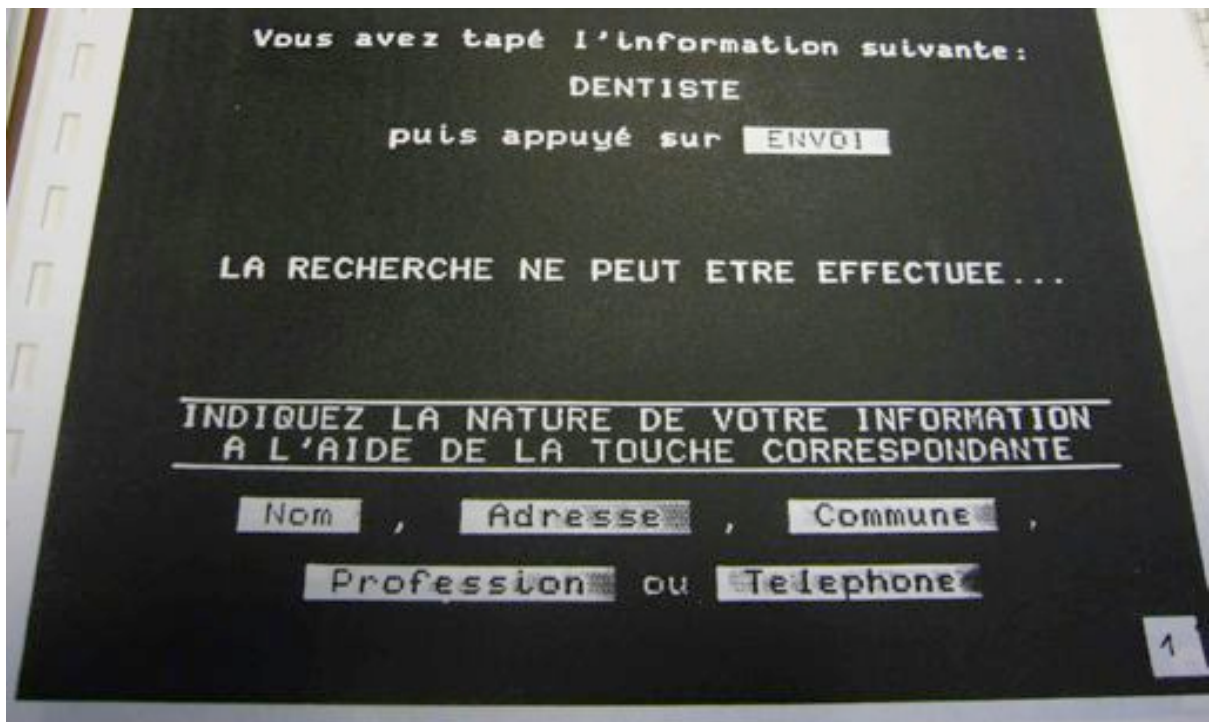 Vous avez tapé l'information suivante:
DENTISTE
puis appuyé sur ENVOI
LA RECHERCHE NE PEUT ETRE EFFECTUEE...
INDIQUEZ LA NATURE DE VOTRE INFORMATION
A L'AIDE DE LA TOUCHE CORRESPONDANTE
Nom , Adresse , Commune ,
Profession ou Telephone
1